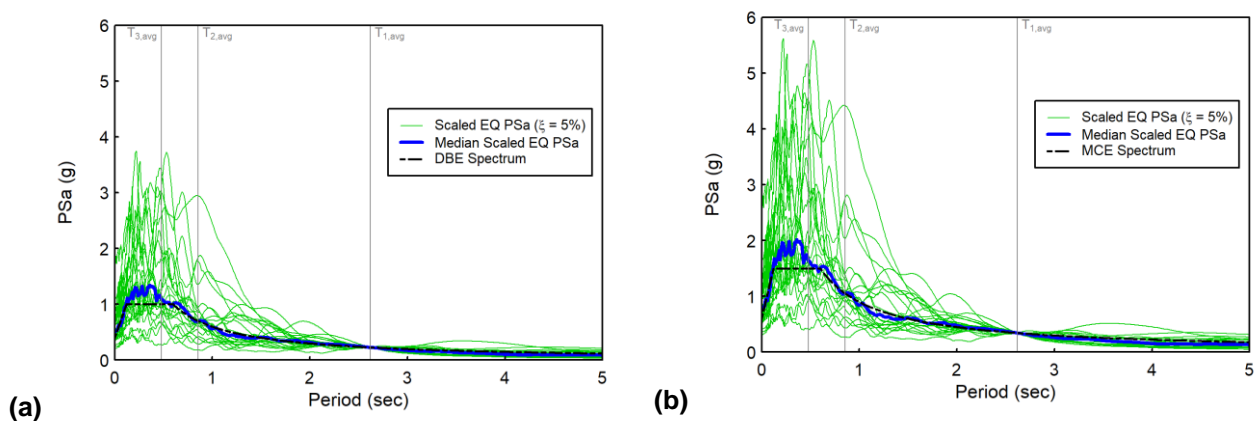 6
T3,avg
T2,avg
T1,avg
5
Scaled EQ PSa (ξ = 5%)
Median Scaled EQ PSa
DBE Spectrum
4
PSa (g)
3
2
1
0
0 1 2 3 4 5
Period (sec)
(a)
6
T3,avg
T2,avg
T1,avg
5
Scaled EQ PSa (ξ = 5%)
Median Scaled EQ PSa
MCE Spectrum
4
PSa (g)
3
2
1
0
0 1 2 3 4 5
Period (sec)
(b)